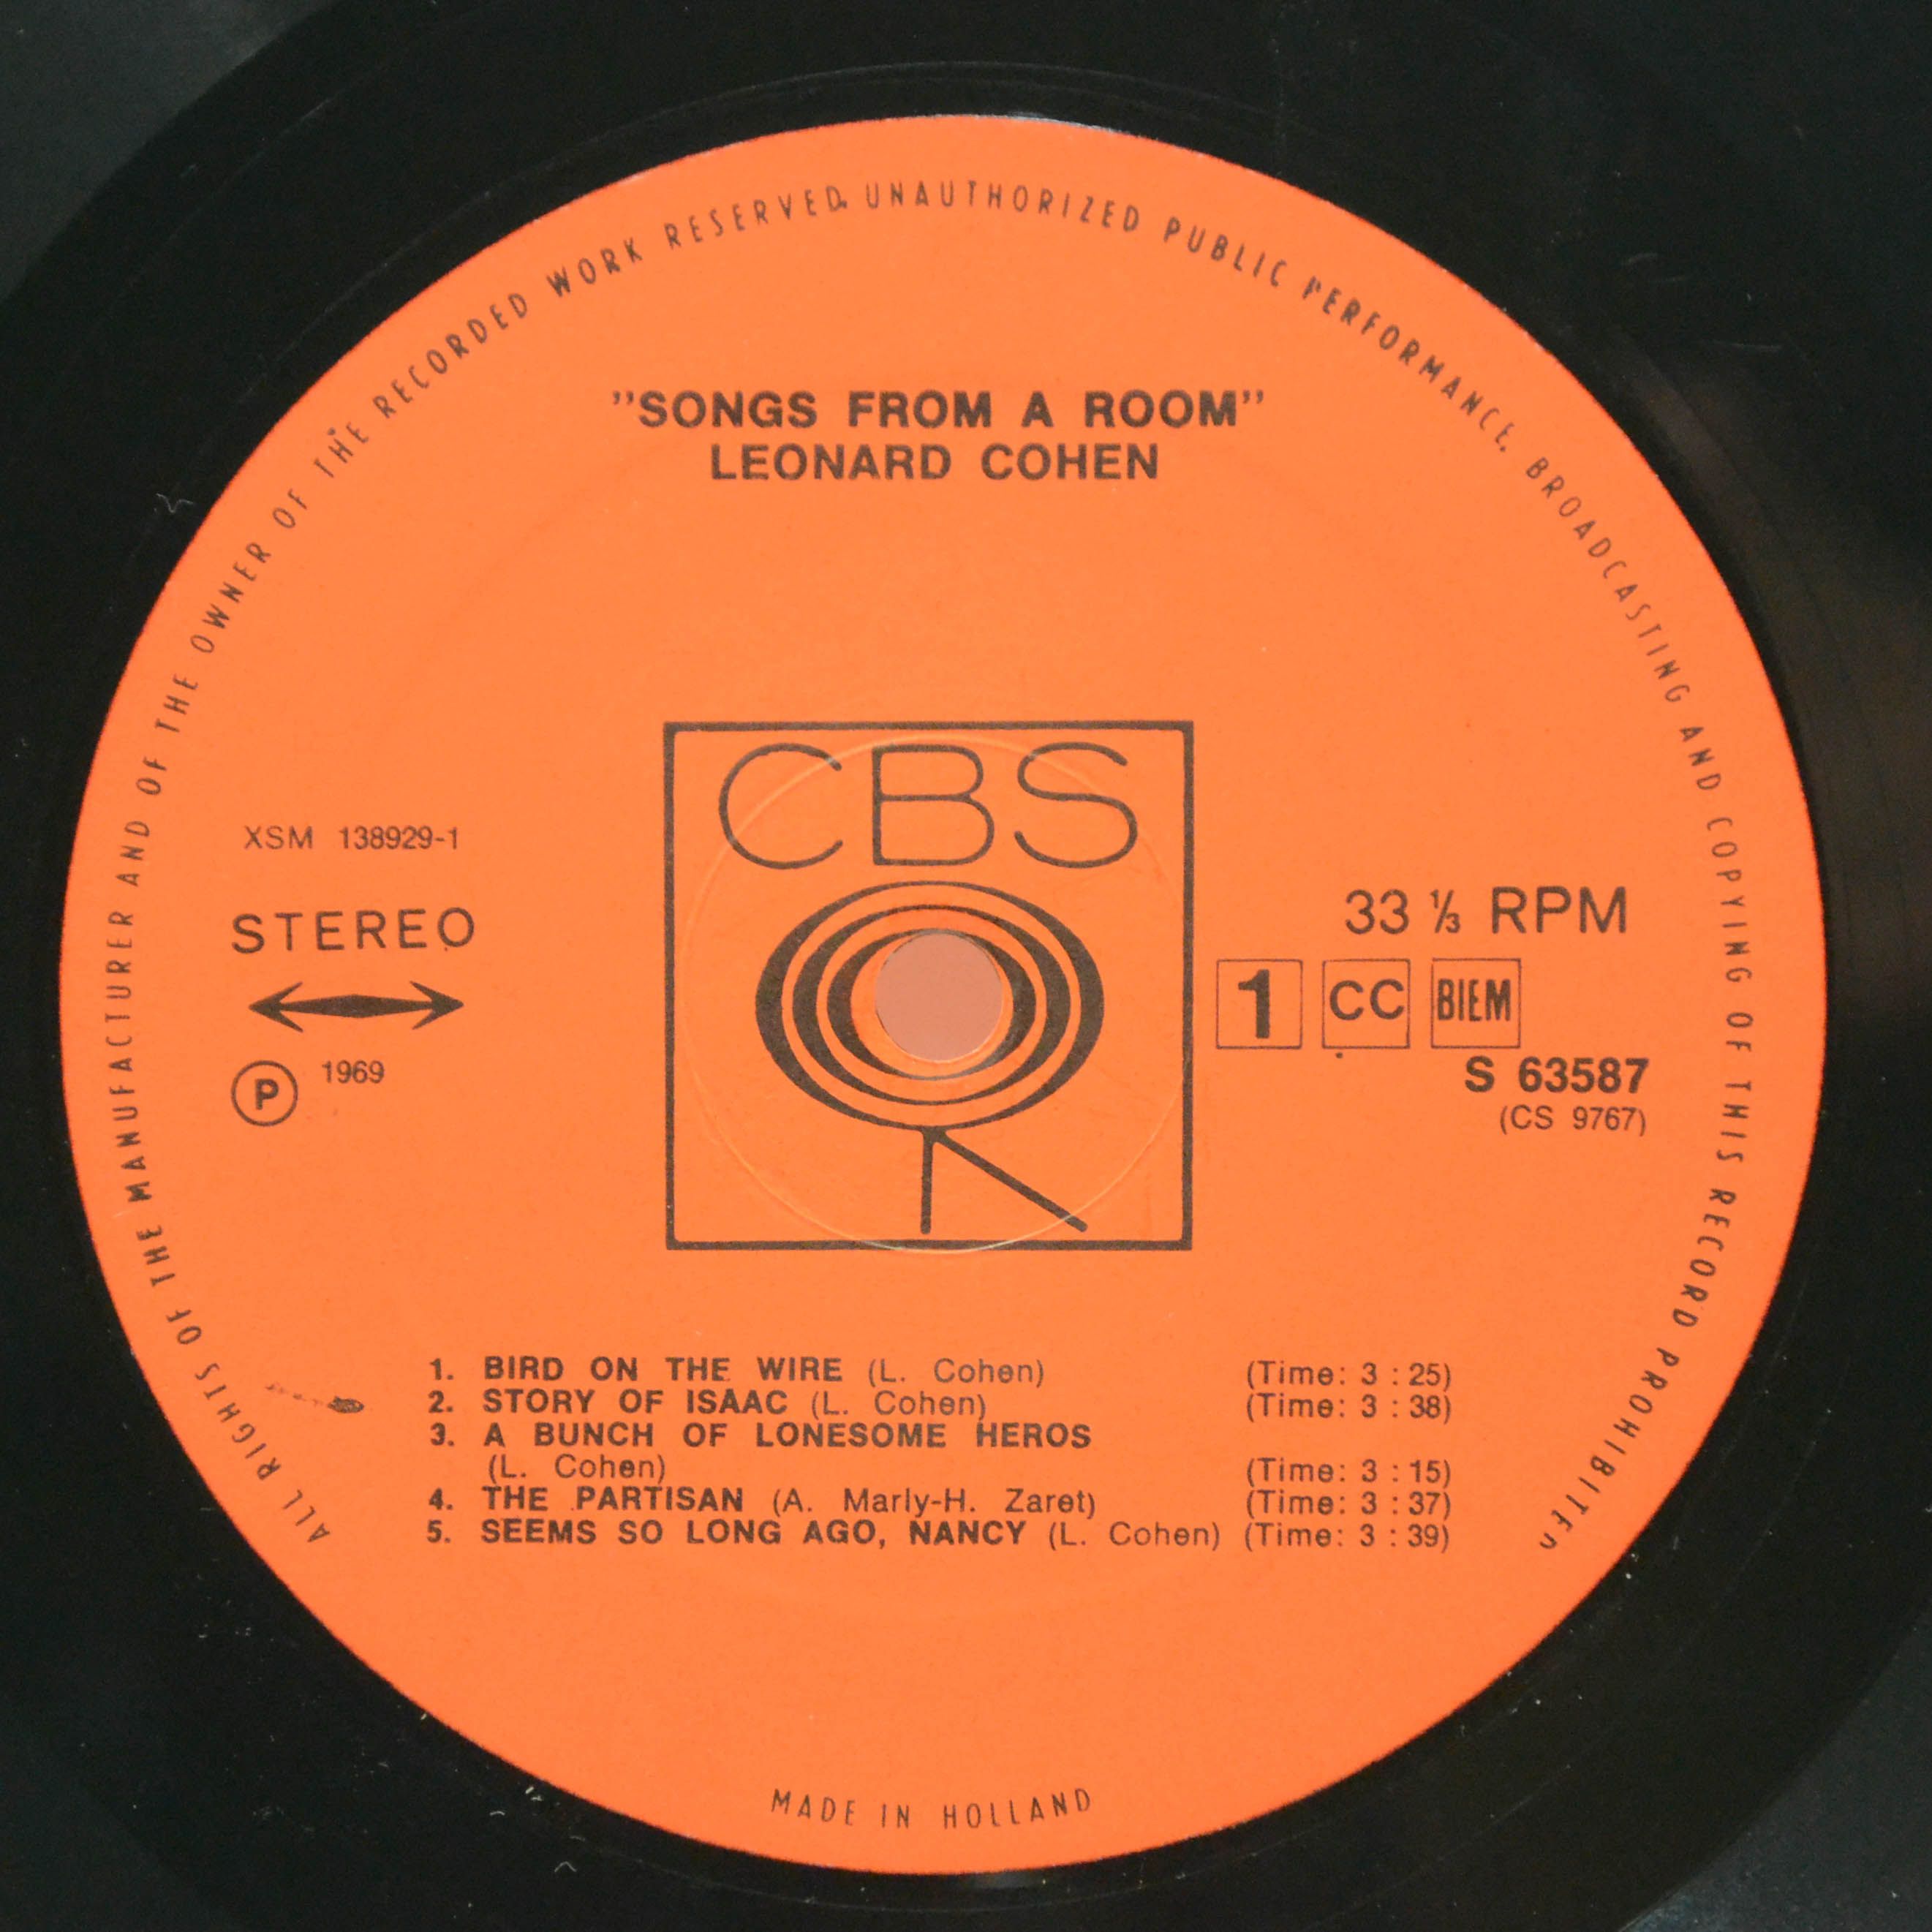 ALL RIGHTS OF THE MANUFACTURER AND OF THE OWNER OF THE RECORDED WORK RESERVED. UNAUTHORIZED PUBLIC PERFORMANCE, BROADCASTING AND COPYING OF THIS RECORD PROHIBITED
"SONGS FROM A ROOM"
LEONARD COHEN
CBS
XSM 138929-1
STEREO
℗ 1969
33 ⅓ RPM
1 CC BIEM
S 63587
(CS 9767)
1. BIRD ON THE WIRE (L. Cohen) (Time: 3 : 25)
2. STORY OF ISAAC (L. Cohen) (Time: 3 : 38)
3. A BUNCH OF LONESOME HEROS
(L. Cohen) (Time: 3 : 15)
4. THE PARTISAN (A. Marly-H. Zaret) (Time: 3 : 37)
5. SEEMS SO LONG AGO, NANCY (L. Cohen) (Time: 3 : 39)
MADE IN HOLLAND